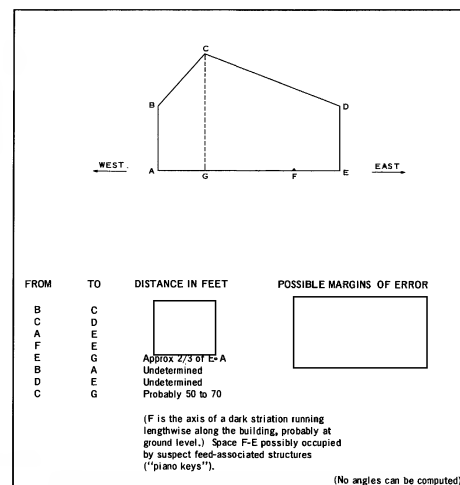 C
B
D
WEST.
A
G
F
E
EAST
FROM TO DISTANCE IN FEET POSSIBLE MARGINS OF ERROR
B C
C D
A E
F E
E G Approx 2/3 of E-A
B A Undetermined
D E Undetermined
C G Probably 50 to 70
(F is the axis of a dark striation running
lengthwise along the building, probably at
ground level.) Space F-E possibly occupied
by suspect feed-associated structures
("piano keys").
(No angles can be computed)